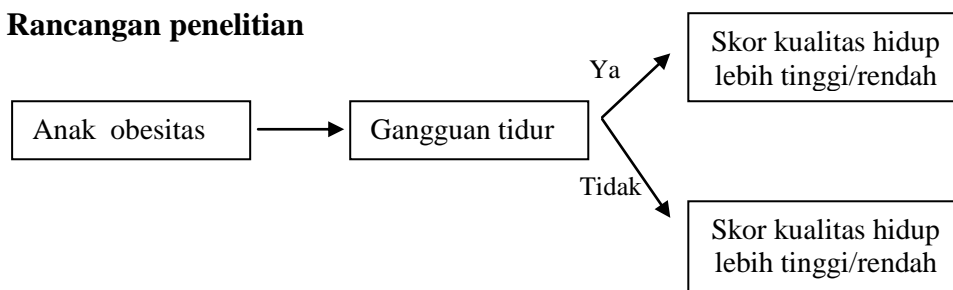 Rancangan penelitian
Anak obesitas
Gangguan tidur
Ya
Skor kualitas hidup
lebih tinggi/rendah
Tidak
Skor kualitas hidup
lebih tinggi/rendah